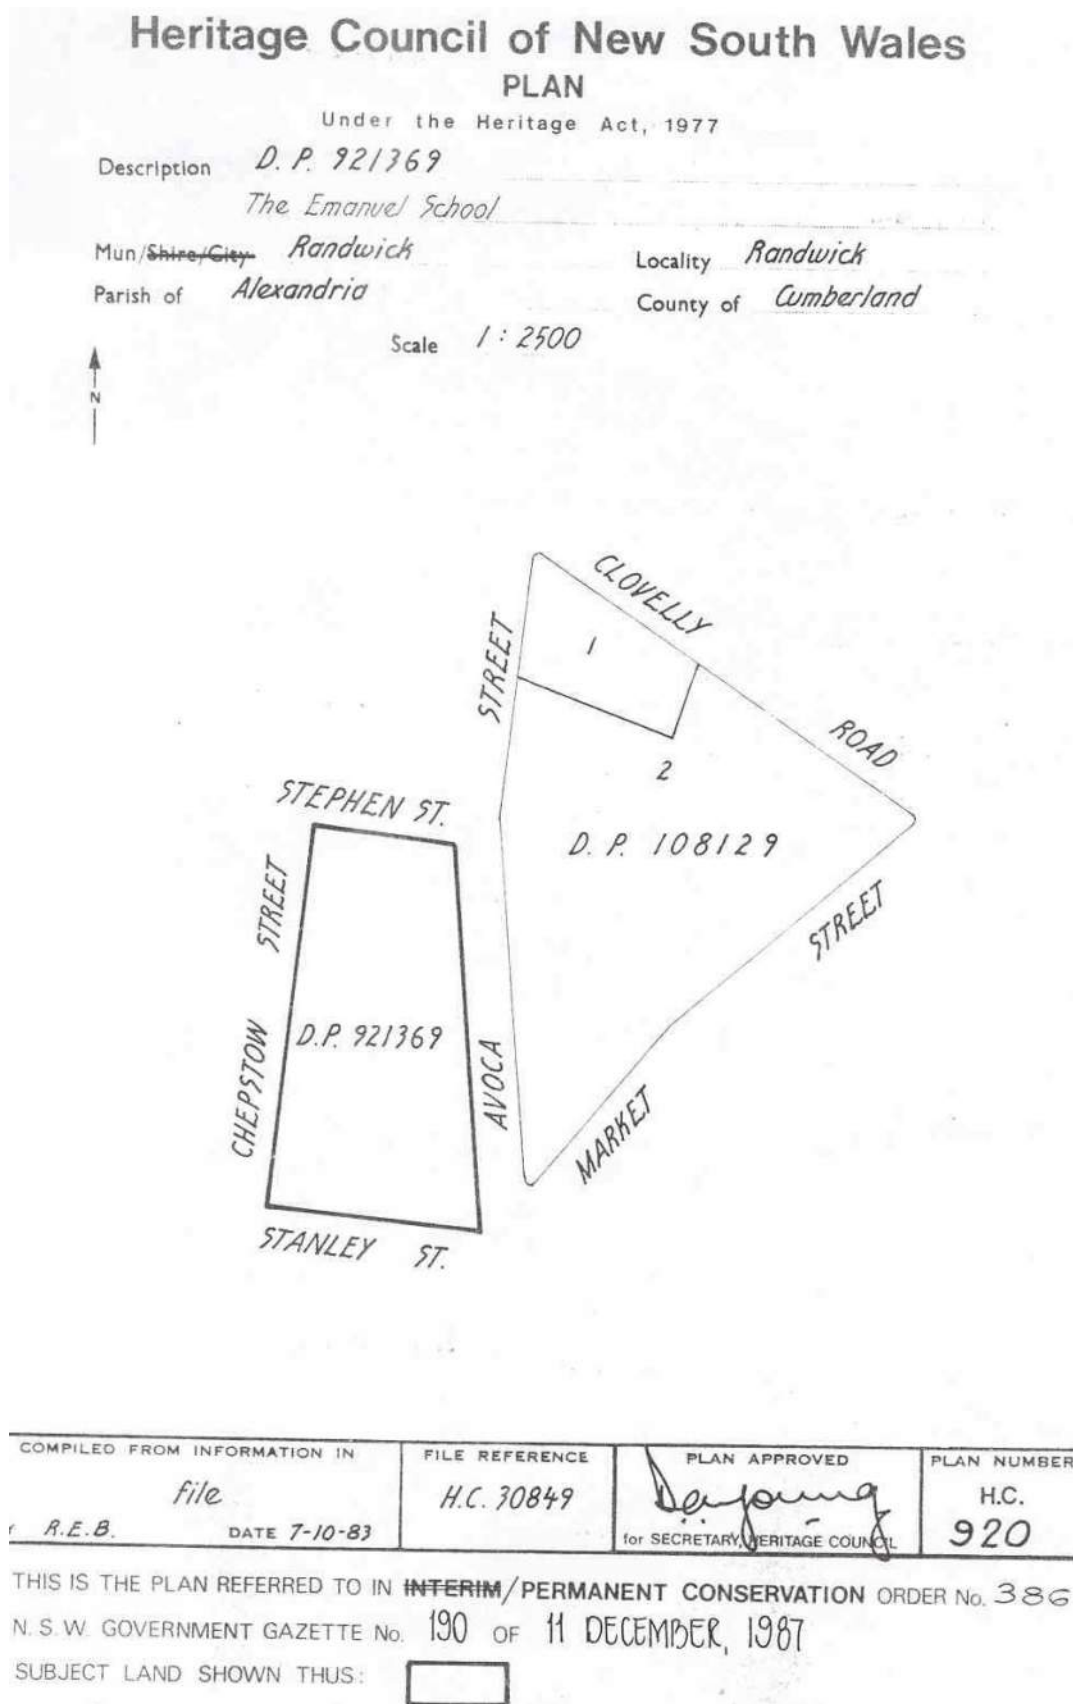 Heritage Council of New South Wales
PLAN
Under the Heritage Act, 1977
Description D. P. 921369
The Emanuel School
Mun/Shire/City Randwick Locality Randwick
Parish of Alexandria County of Cumberland
Scale 1 : 2500
N
CLOVELLY
STREET
1
ROAD
2
STEPHEN ST.
D. P. 108129
STREET
STREET
D.P. 921369
CHEPSTOW
AVOCA
MARKET
STANLEY ST.
COMPILED FROM INFORMATION IN FILE REFERENCE PLAN APPROVED PLAN NUMBER
file H.C. 30849 H.C.
R.E.B. DATE 7-10-83 for SECRETARY, HERITAGE COUNCIL 920
THIS IS THE PLAN REFERRED TO IN INTERIM/PERMANENT CONSERVATION ORDER No. 386
N.S.W. GOVERNMENT GAZETTE No. 190 OF 11 DECEMBER, 1987
SUBJECT LAND SHOWN THUS: